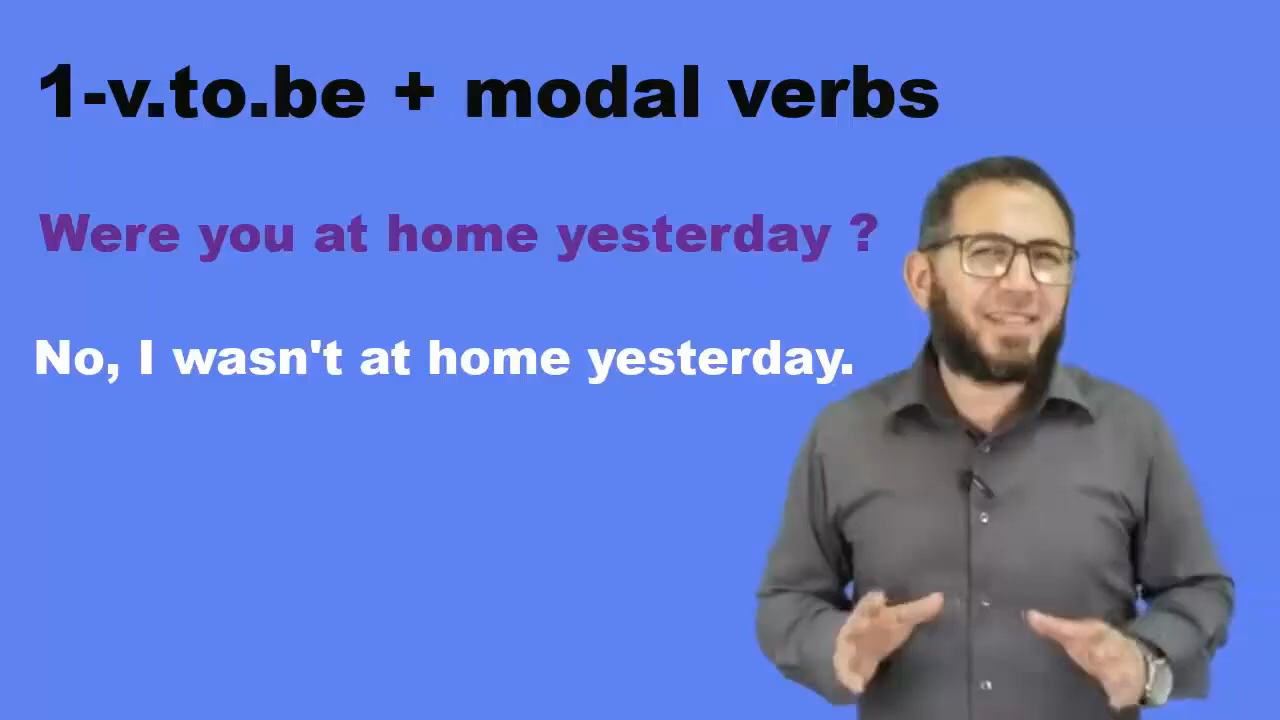 1-v.to.be + modal verbs
Were you at home yesterday ?
No, I wasn't at home yesterday.